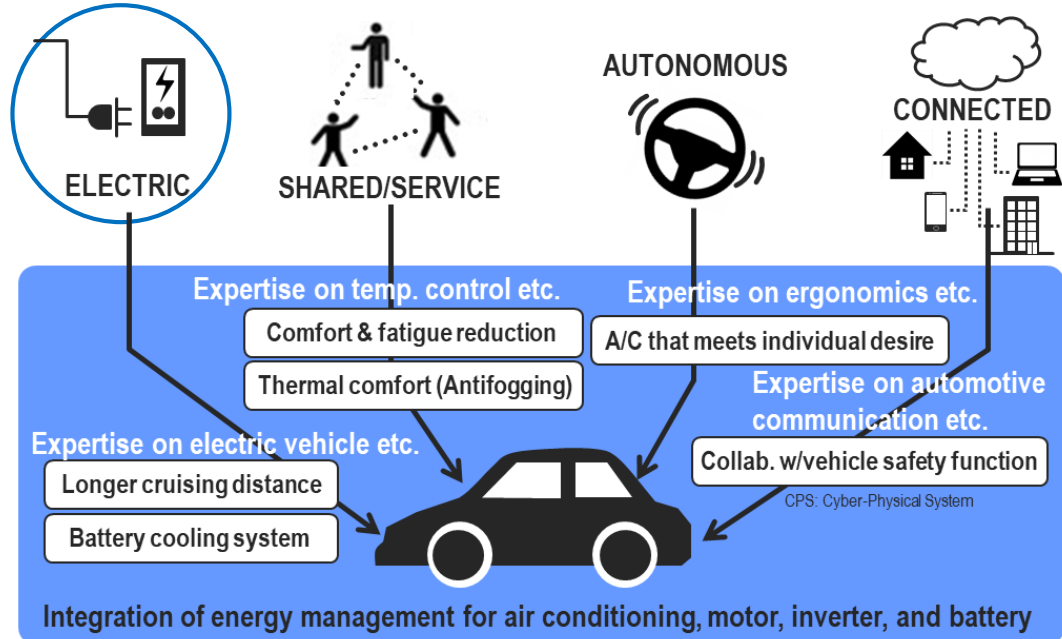 ELECTRIC
SHARED/SERVICE
AUTONOMOUS
CONNECTED
Expertise on temp. control etc.
Comfort & fatigue reduction
Thermal comfort (Antifogging)
Expertise on ergonomics etc.
A/C that meets individual desire
Expertise on automotive
communication etc.
Collab. w/vehicle safety function
CPS: Cyber-Physical System
Expertise on electric vehicle etc.
Longer cruising distance
Battery cooling system
Integration of energy management for air conditioning, motor, inverter, and battery